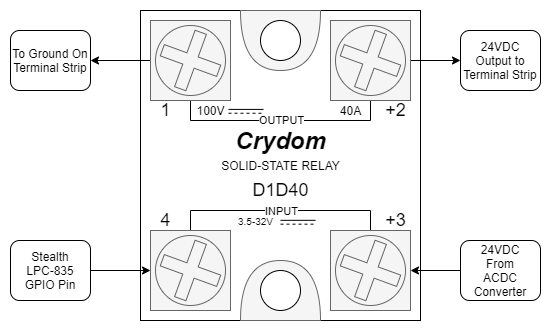 To Ground On
Terminal Strip
24VDC
Output to
Terminal Strip
1
100V
40A
+2
OUTPUT
Crydom
SOLID-STATE RELAY
D1D40
4
INPUT
+3
3.5-32V
Stealth
LPC-835
GPIO Pin
24VDC
From
ACDC
Converter